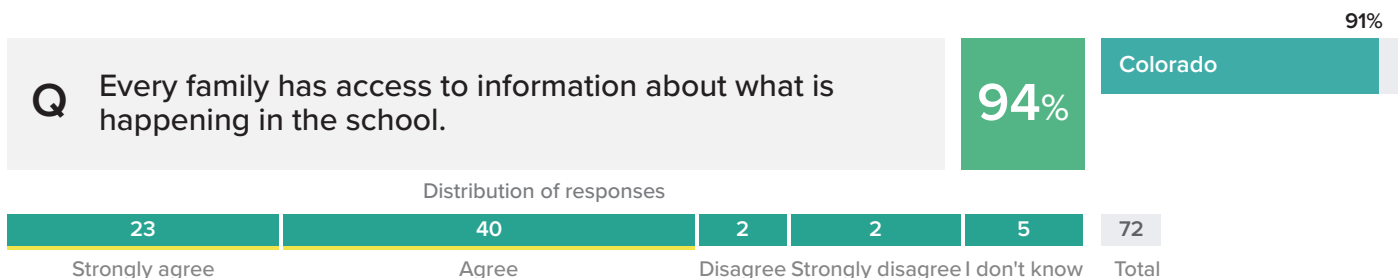 91%
Q
Every family has access to information about what is
happening in the school.
94%
Colorado
Distribution of responses
23 40 2 2 5 72
Strongly agree Agree Disagree Strongly disagree I don't know Total